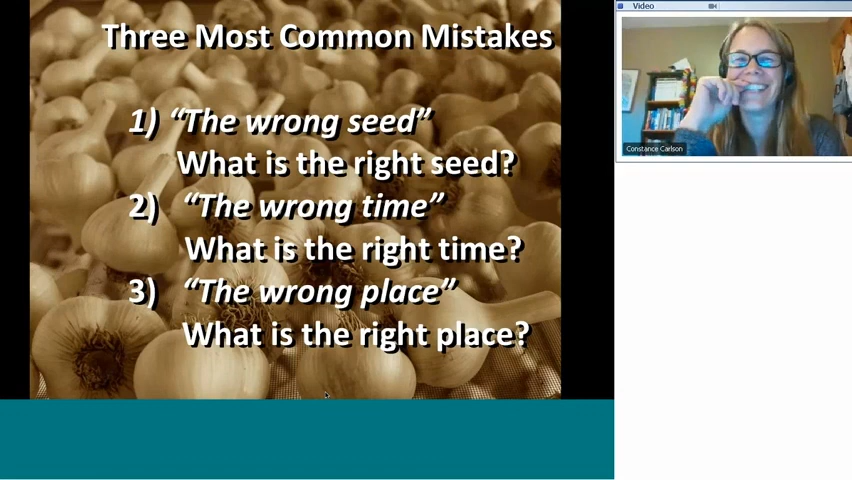 Three Most Common Mistakes
1) “The wrong seed”
What is the right seed?
2) “The wrong time”
What is the right time?
3) “The wrong place”
What is the right place?
Video
Constance Carlson